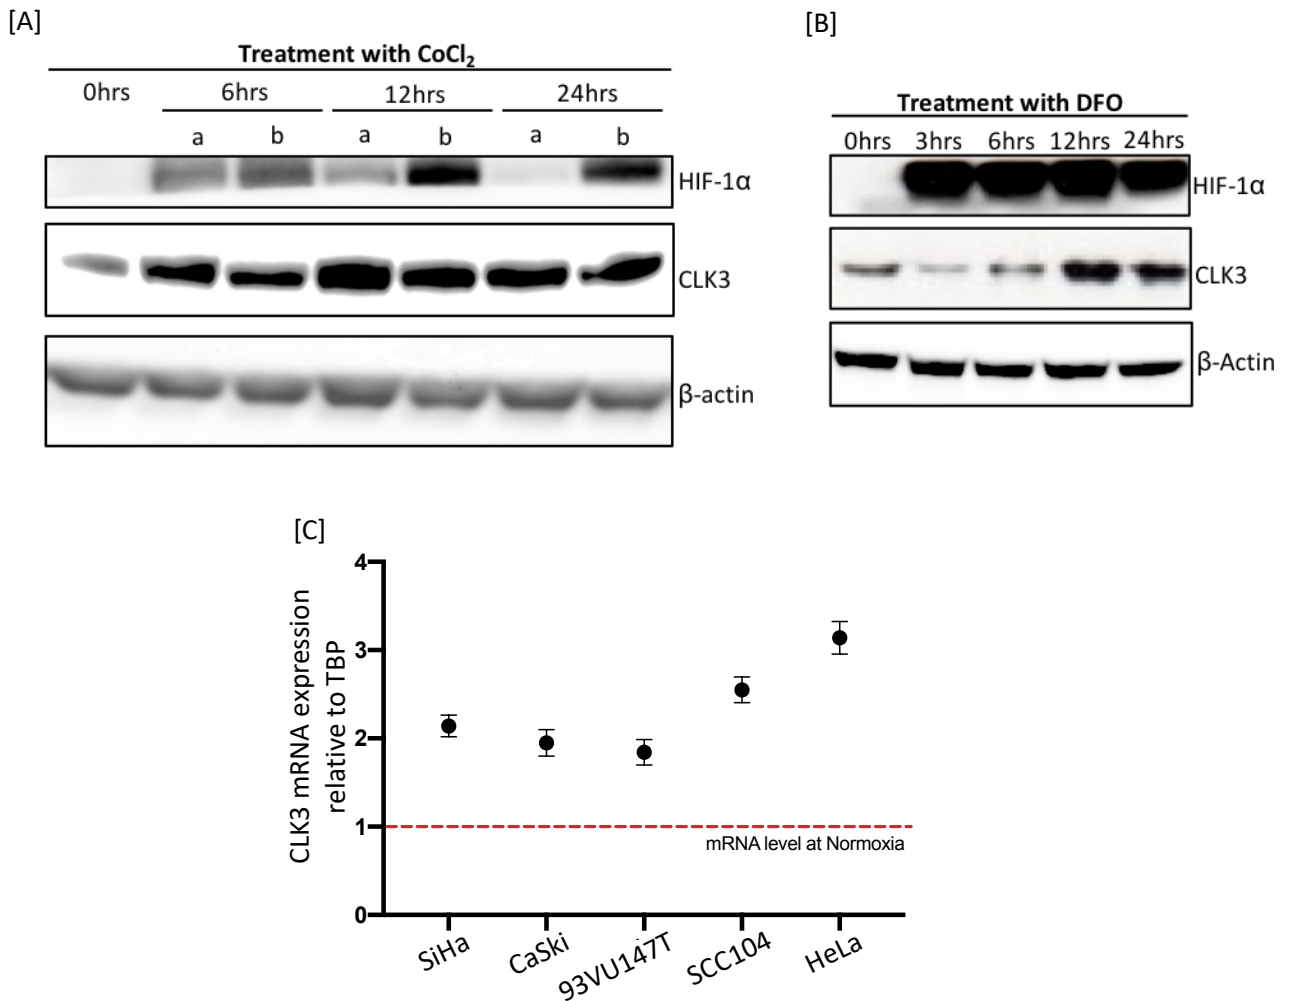 [A]
Treatment with CoCl₂
0hrs 6hrs 12hrs 24hrs
a b a b a b
HIF-1α
CLK3
β-actin
[B]
Treatment with DFO
0hrs 3hrs 6hrs 12hrs 24hrs
HIF-1α
CLK3
β-Actin
[C]
CLK3 mRNA expression
relative to TBP
4
3
2
1
0
mRNA level at Normoxia
SiHa CaSki 93VU147T SCC104 HeLa